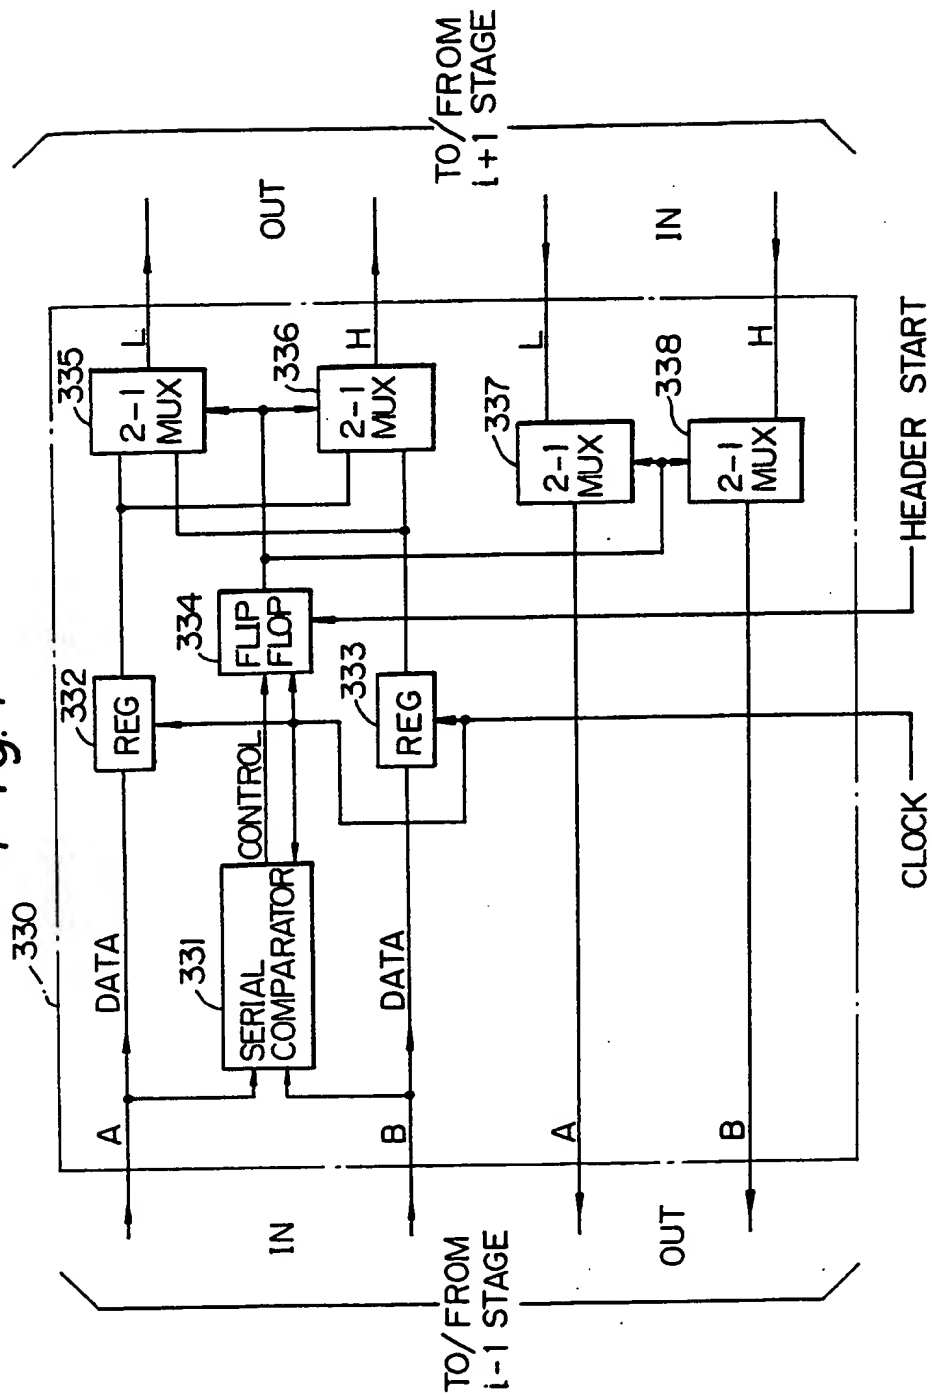 Fig.
330
TO/FROM
i-1 STAGE
IN
OUT
A
DATA
B
DATA
A
B
331
SERIAL
COMPARATOR
CONTROL
332
REG
333
REG
334
FLIP
FLOP
335
2-1
MUX
336
2-1
MUX
337
2-1
MUX
338
2-1
MUX
L
H
L
H
OUT
IN
TO/FROM
i+1 STAGE
CLOCK
HEADER START